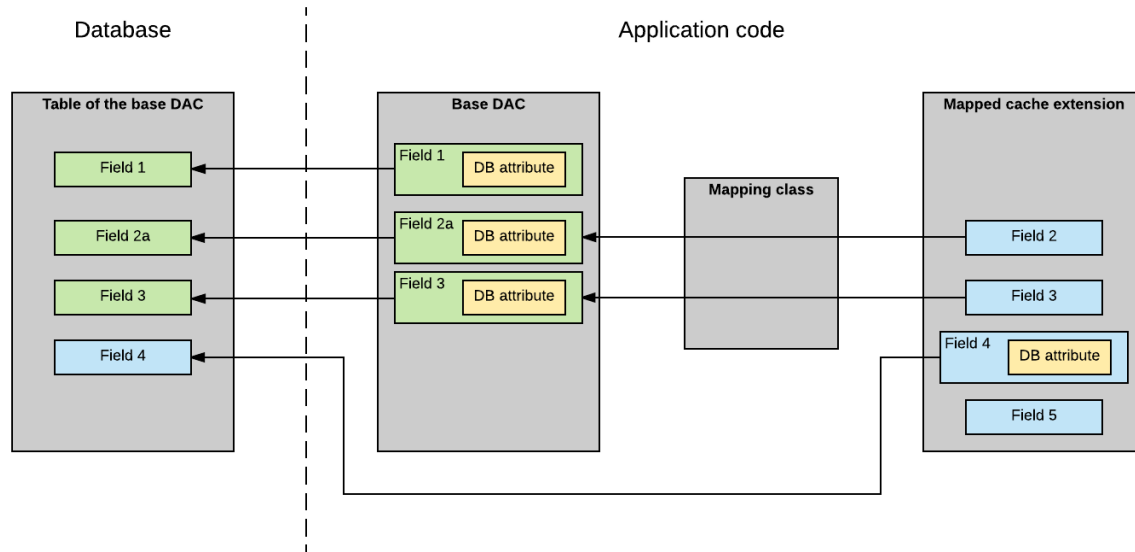 Database
Application code
Table of the base DAC
Field 1
Field 2a
Field 3
Field 4
Base DAC
Field 1
DB attribute
Field 2a
DB attribute
Field 3
DB attribute
Mapping class
Mapped cache extension
Field 2
Field 3
Field 4
DB attribute
Field 5